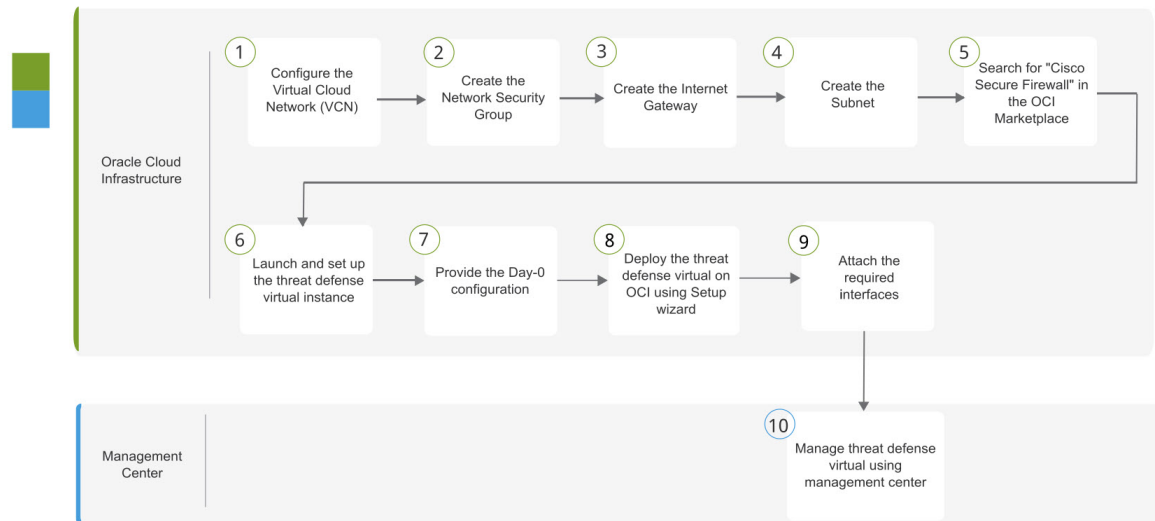 1
Configure the
Virtual Cloud
Network (VCN)
2
Create the
Network Security
Group
3
Create the Internet
Gateway
4
Create the
Subnet
5
Search for "Cisco
Secure Firewall" in
the OCI
Marketplace
Oracle Cloud
Infrastructure
6
Launch and set up
the threat defense
virtual instance
7
Provide the Day-0
configuration
8
Deploy the threat
defense virtual on
OCI using Setup
wizard
9
Attach the
required
interfaces
Management
Center
10
Manage threat defense
virtual using
management center